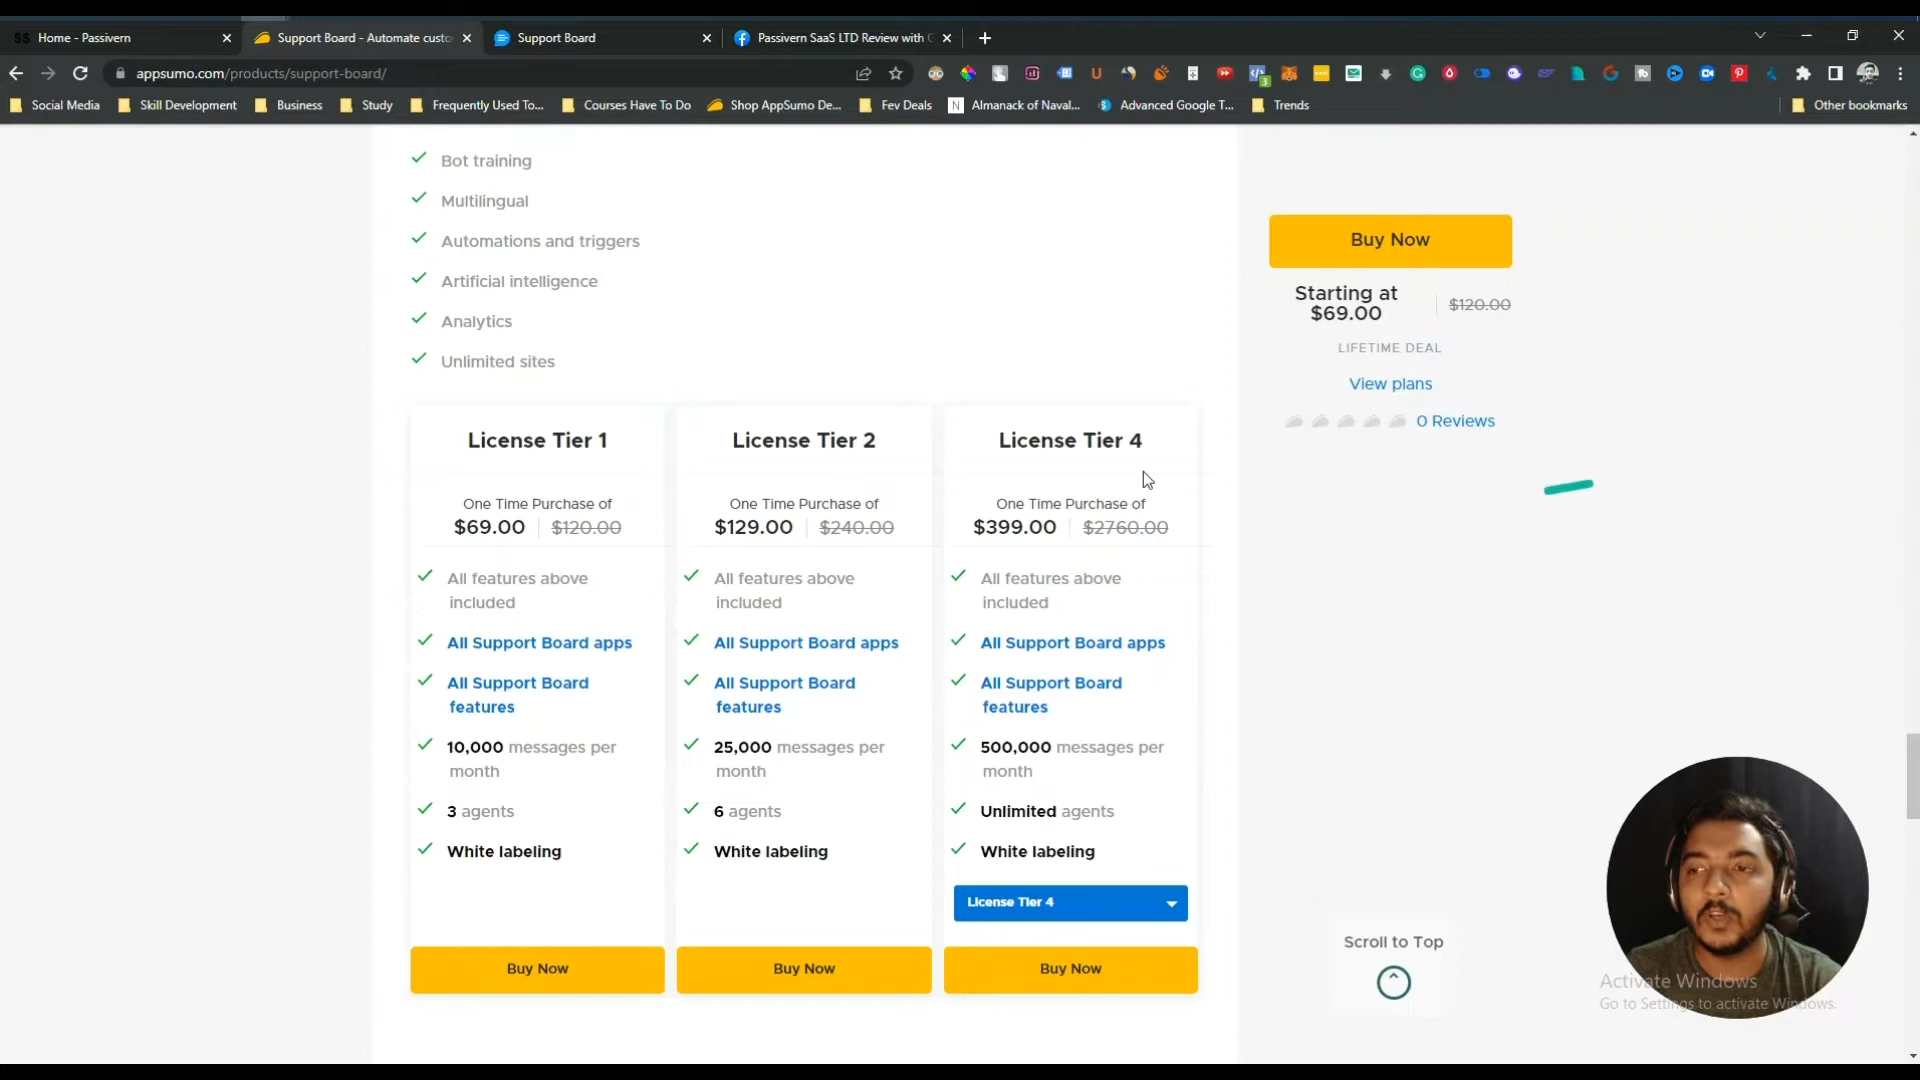 $$ Home - Passivern
Support Board - Automate custo
Support Board
Passivern SaaS LTD Review with
appsumo.com/products/support-board/
Social Media
Skill Development
Business
Study
Frequently Used To...
Courses Have To Do
Shop AppSumo De...
Fev Deals
Almanack of Naval...
Advanced Google T...
Trends
Other bookmarks
Bot training
Multilingual
Automations and triggers
Artificial intelligence
Analytics
Unlimited sites
Buy Now
Starting at
$69.00
$120.00
LIFETIME DEAL
View plans
0 Reviews
License Tier 1
One Time Purchase of
$69.00 $120.00
All features above
included
All Support Board apps
All Support Board
features
10,000 messages per
month
3 agents
White labeling
Buy Now
License Tier 2
One Time Purchase of
$129.00 $240.00
All features above
included
All Support Board apps
All Support Board
features
25,000 messages per
month
6 agents
White labeling
Buy Now
License Tier 4
One Time Purchase of
$399.00 $2760.00
All features above
included
All Support Board apps
All Support Board
features
500,000 messages per
month
Unlimited agents
White labeling
License Tier 4
Buy Now
Scroll to Top
Activate Windows
Go to Settings to activate Windows.